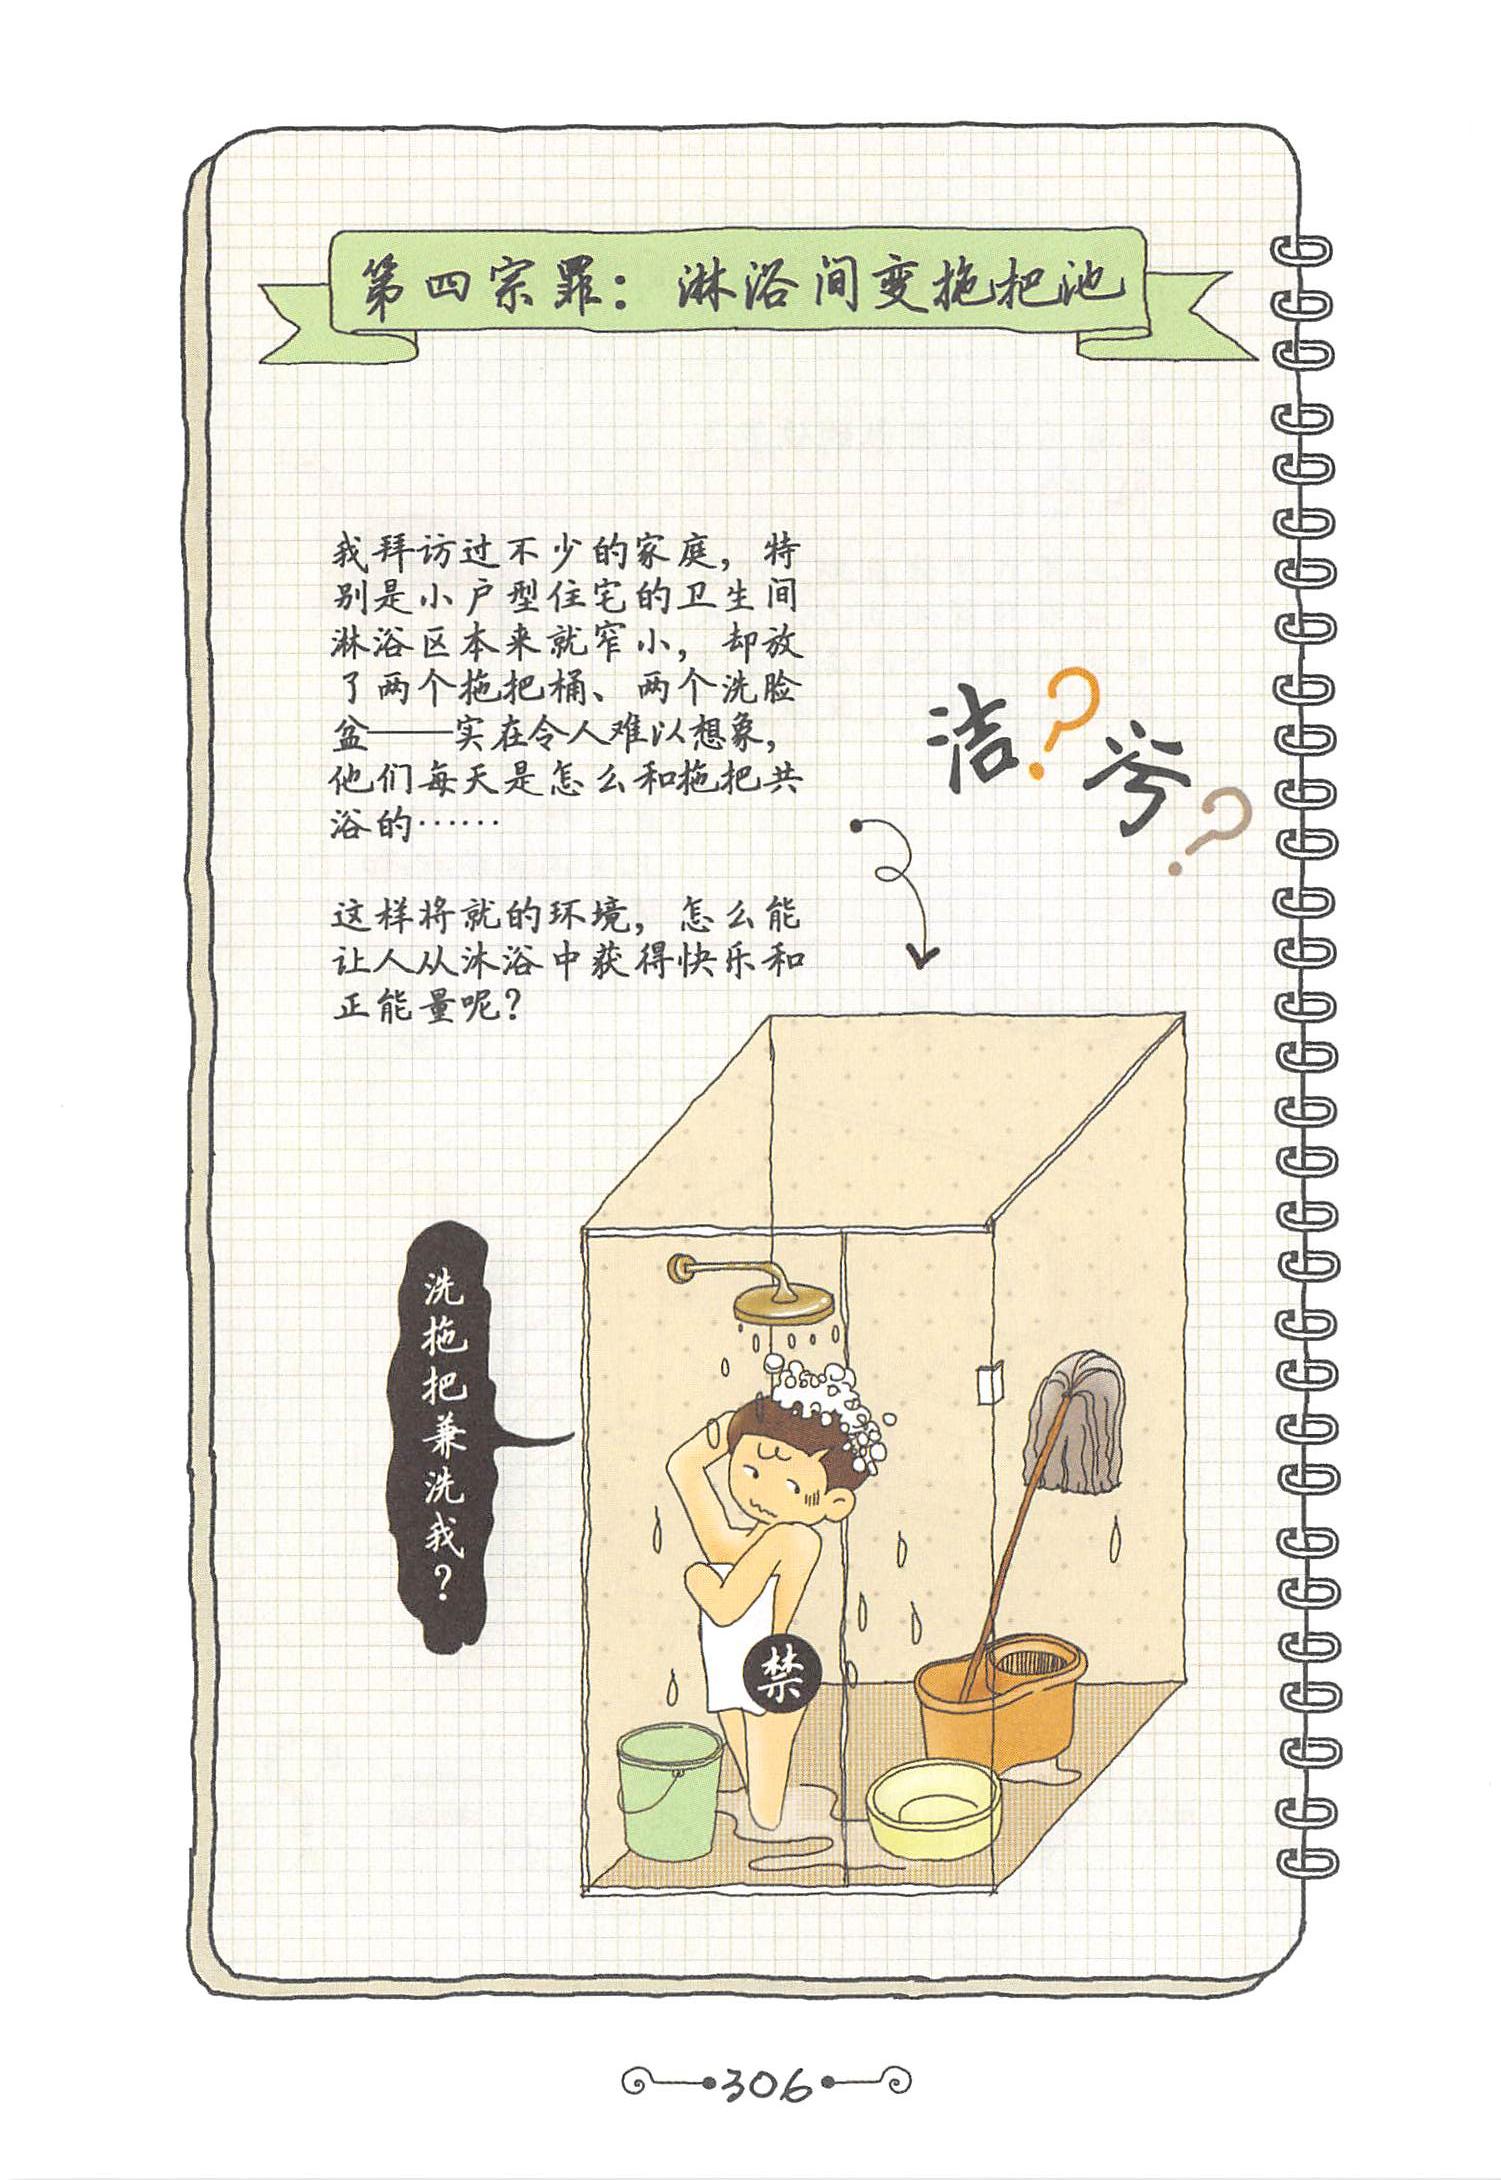 第四宗罪：淋浴间变拖把池
我拜访过不少的家庭，特
别是小户型住宅的卫生间
淋浴区本来就窄小，却放
了两个拖把桶、两个洗脸
盆——实在令人难以想象，
他们每天是怎么和拖把共
浴的……
洁？兮？
这样将就的环境，怎么能
让人从沐浴中获得快乐和
正能量呢？
洗拖把兼洗我？
禁
306